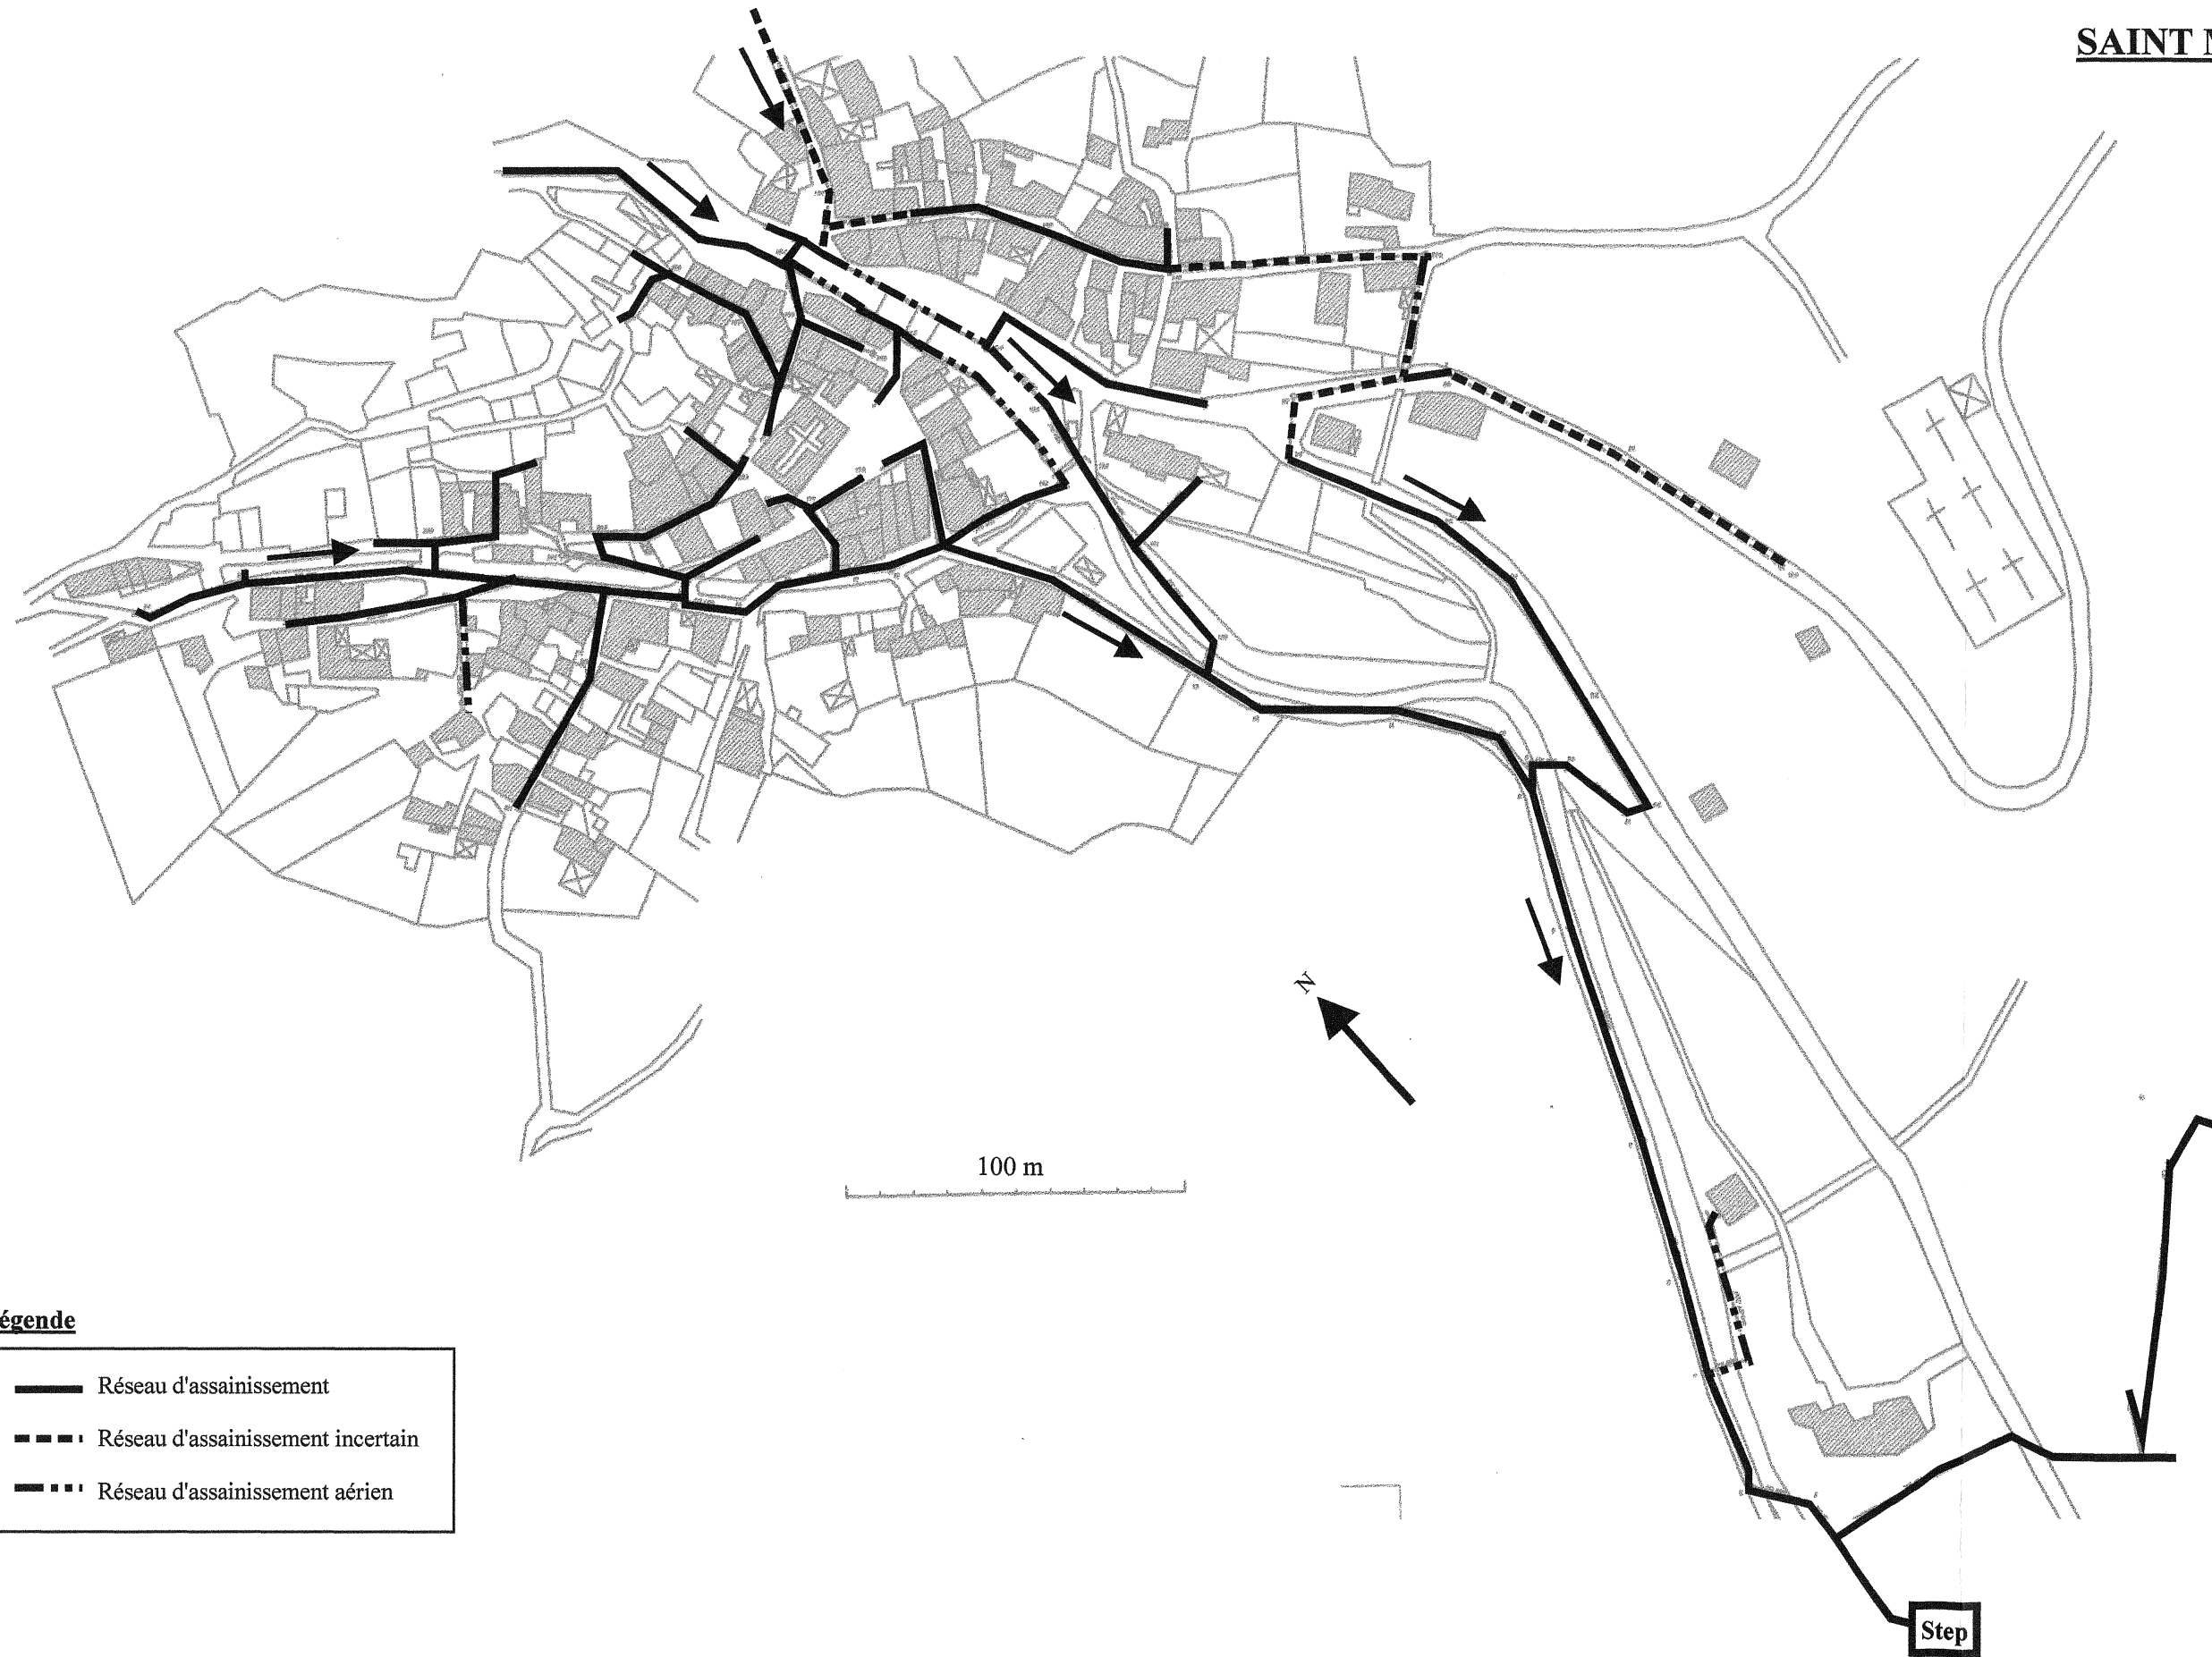 SAINT
N
100 m
égende
Réseau d'assainissement
Réseau d'assainissement incertain
Réseau d'assainissement aérien
Step